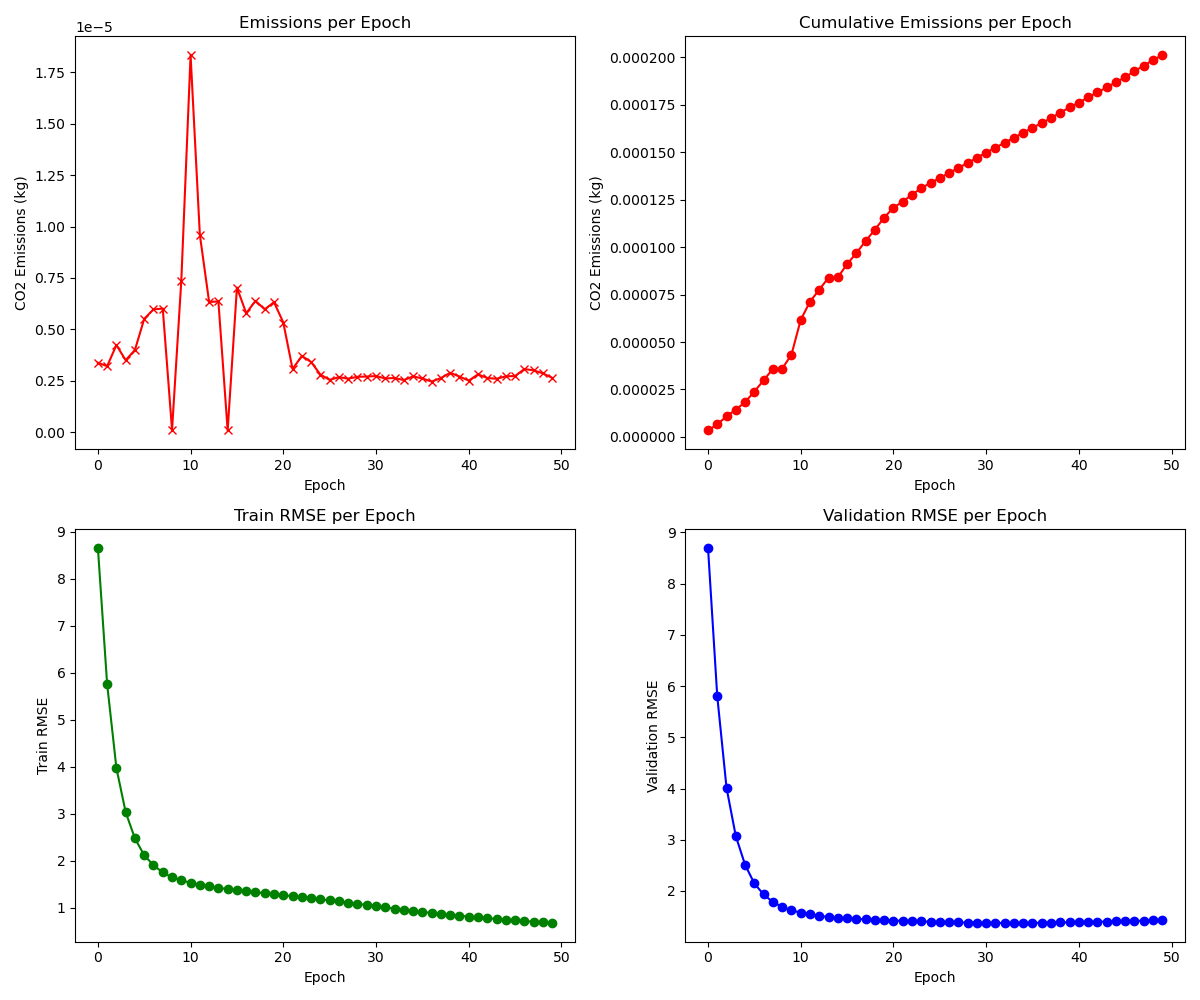 Emissions per Epoch
1e−5
1.75
1.50
1.25
1.00
0.75
0.50
0.25
0.00
CO2 Emissions (kg)
0 10 20 30 40 50
Epoch
Cumulative Emissions per Epoch
0.000200
0.000175
0.000150
0.000125
0.000100
0.000075
0.000050
0.000025
0.000000
CO2 Emissions (kg)
0 10 20 30 40 50
Epoch
Train RMSE per Epoch
9
8
7
6
5
4
3
2
1
Train RMSE
0 10 20 30 40 50
Epoch
Validation RMSE per Epoch
9
8
7
6
5
4
3
2
Validation RMSE
0 10 20 30 40 50
Epoch